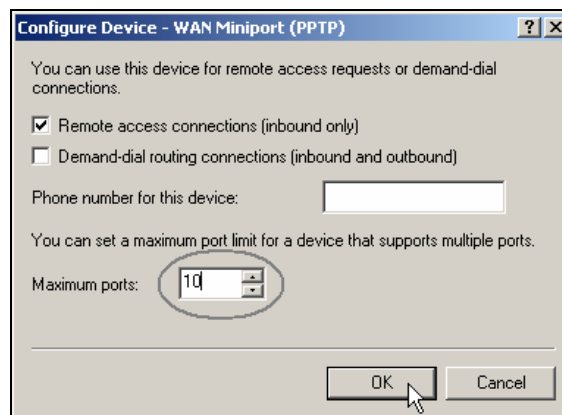 Configure Device - WAN Miniport (PPTP)
You can use this device for remote access requests or demand-dial
connections.
Remote access connections (inbound only)
Demand-dial routing connections (inbound and outbound)
Phone number for this device:
You can set a maximum port limit for a device that supports multiple ports.
Maximum ports: 10
OK Cancel